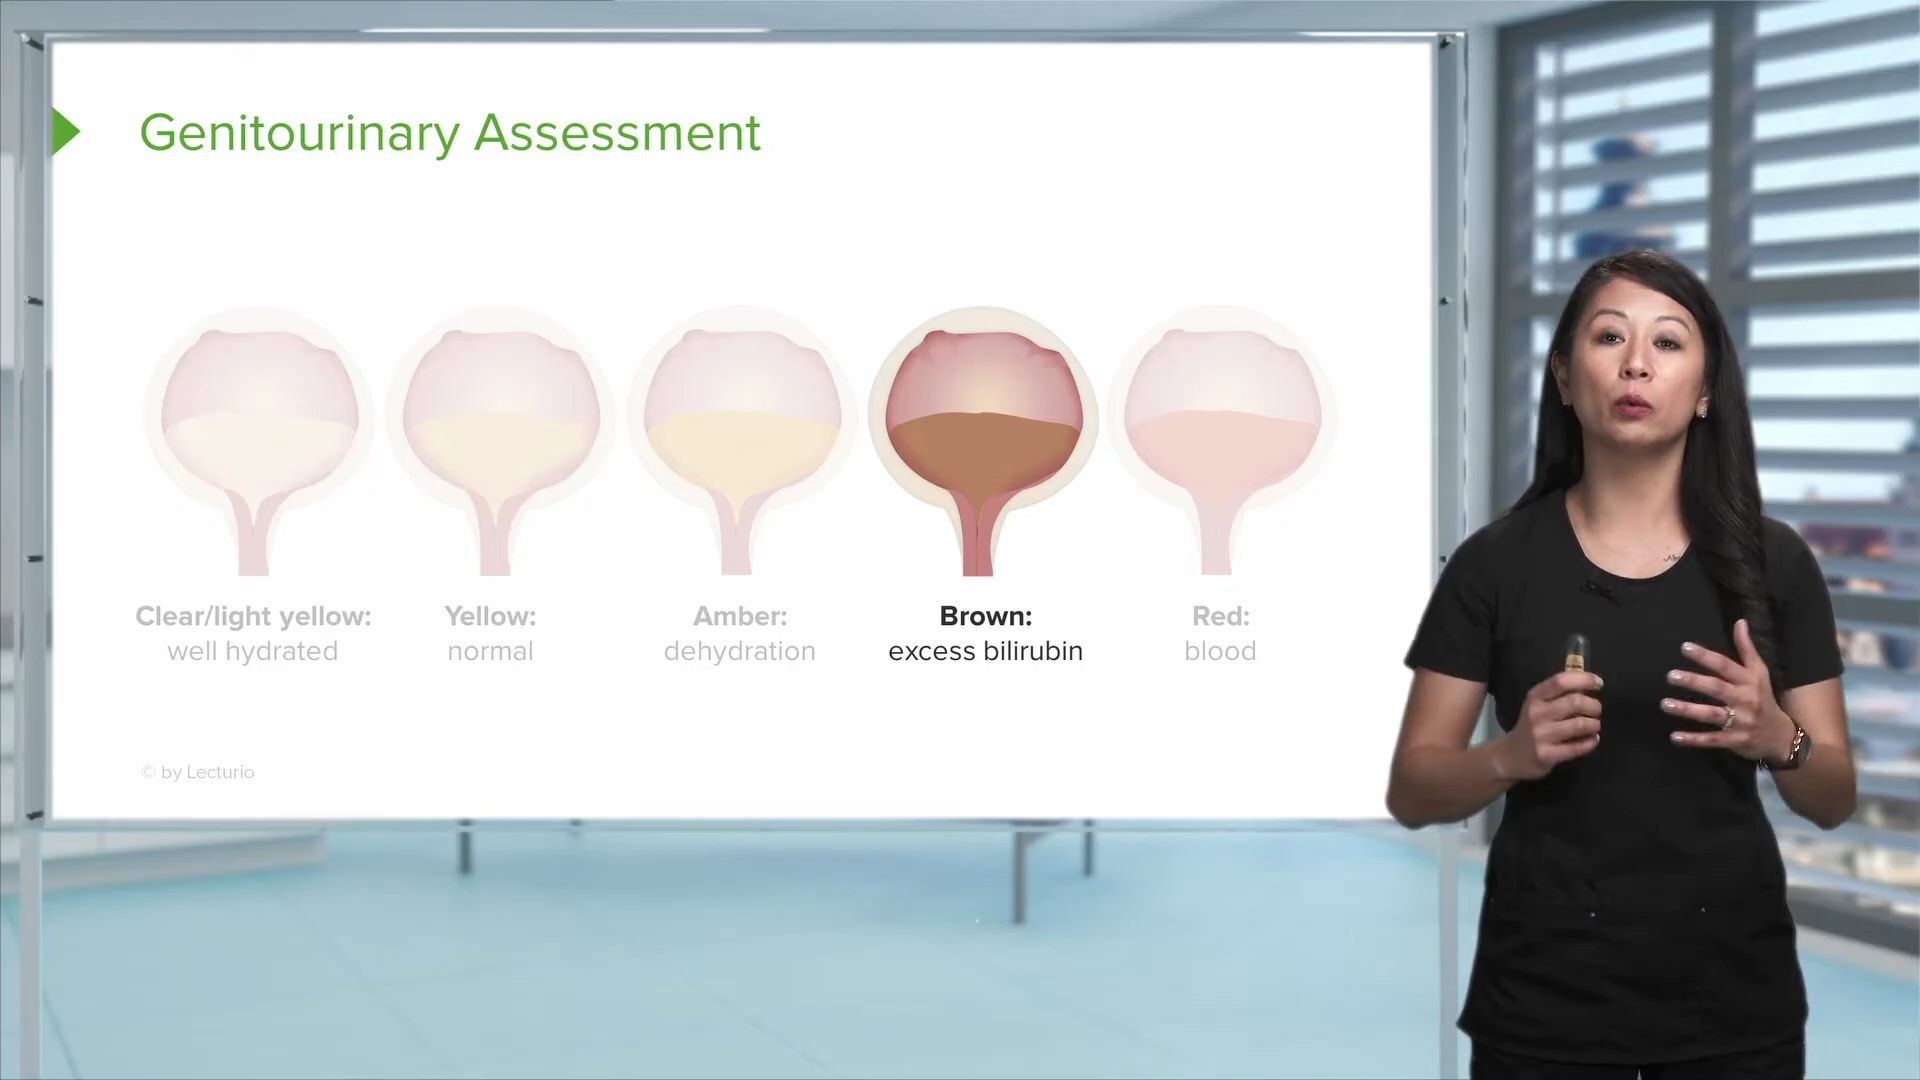 Genitourinary Assessment
Clear/light yellow:
well hydrated
Yellow:
normal
Amber:
dehydration
Brown:
excess bilirubin
Red:
blood
© by Lecturio